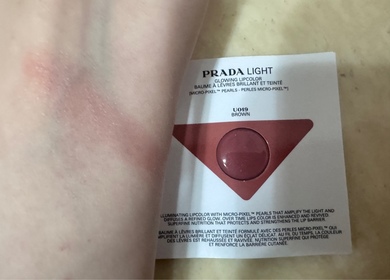 PRADA LIGHT
GLOWING LIPCOLOR
BAUME À LÈVRES BRILLANT ET TEINTÉ
(MICRO-PIXEL™ PEARLS - PERLES MICRO-PIXEL™)
U049
BROWN
ILLUMINATING LIPCOLOR WITH MICRO-PIXEL™ PEARLS THAT AMPLIFY THE LIGHT AND
DIFFUSES A REFINED GLOW. OVER TIME LIPS COLOR IS ENHANCED AND REVIVED.
SUPERFINE NUTRITION THAT PROTECTS AND STRENGTHENS THE LIP BARRIER.
BAUME À LÈVRES BRILLANT ET TEINTÉ FORMULÉ AVEC DES PERLES MICRO-PIXEL™ QUI
AMPLIFIENT LA LUMIÈRE ET DIFFUSENT UN ÉCLAT DÉLICAT. AU FIL DU TEMPS, LA COULEUR
DES LÈVRES EST REHAUSSÉE ET RAVIVÉE. NUTRITION SUPERFINE QUI PROTÈGE
ET RENFORCE LA BARRIÈRE CUTANÉE.